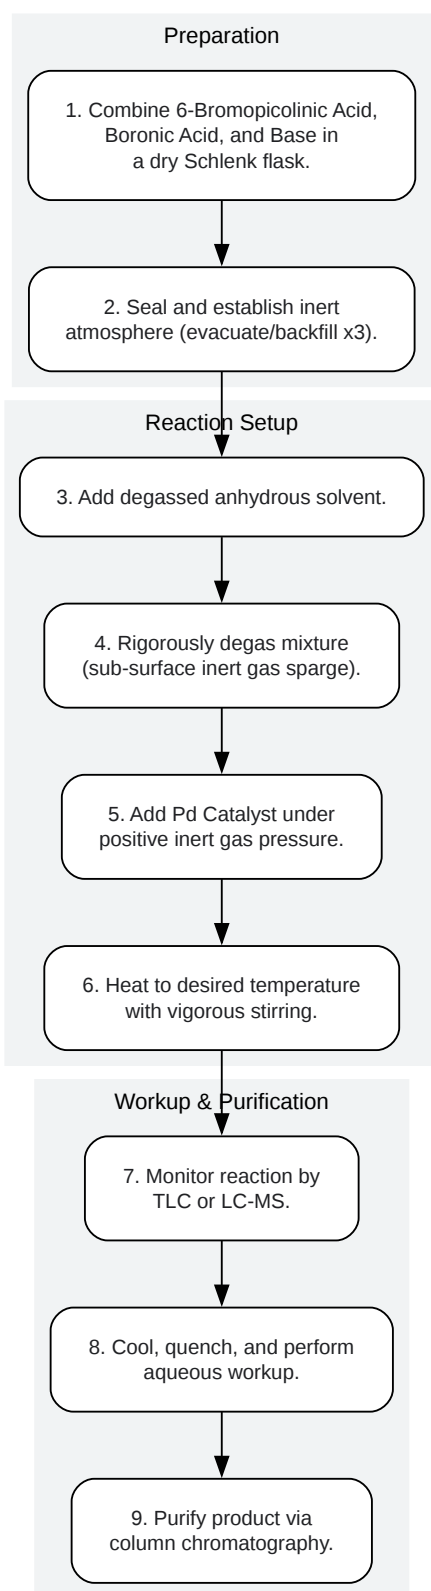 Preparation
1. Combine 6-Bromopicolinic Acid,
Boronic Acid, and Base in
a dry Schlenk flask.
2. Seal and establish inert
atmosphere (evacuate/backfill x3).
Reaction Setup
3. Add degassed anhydrous solvent.
4. Rigorously degas mixture
(sub-surface inert gas sparge).
5. Add Pd Catalyst under
positive inert gas pressure.
6. Heat to desired temperature
with vigorous stirring.
Workup & Purification
7. Monitor reaction by
TLC or LC-MS.
8. Cool, quench, and perform
aqueous workup.
9. Purify product via
column chromatography.